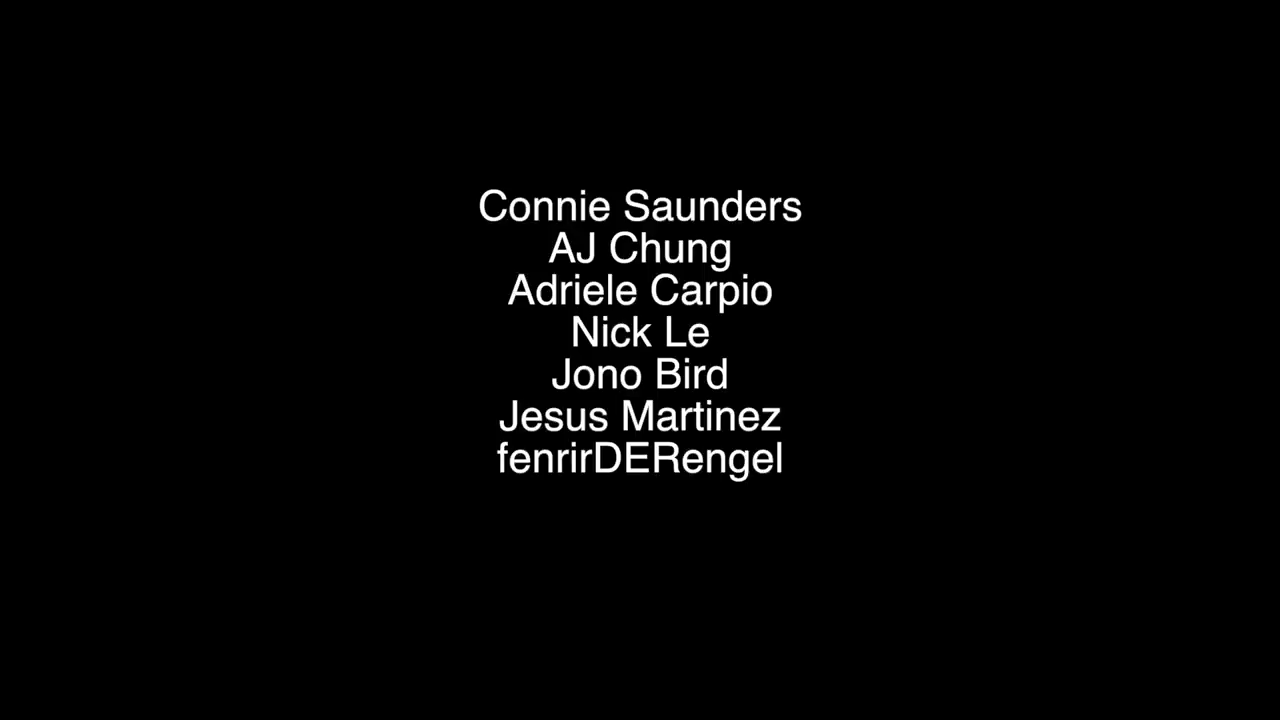 Connie Saunders
AJ Chung
Adriele Carpio
Nick Le
Jono Bird
Jesus Martinez
fenrirDERengel